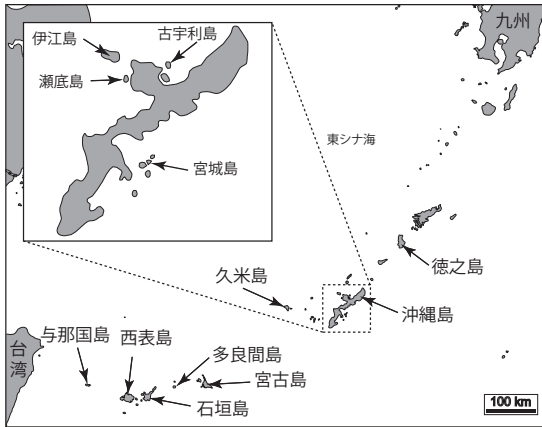 伊江島
古宇利島
九州
瀬底島
東シナ海
宮城島
徳之島
久米島
沖縄島
与那国島
西表島
多良間島
台湾
宮古島
石垣島
100 km